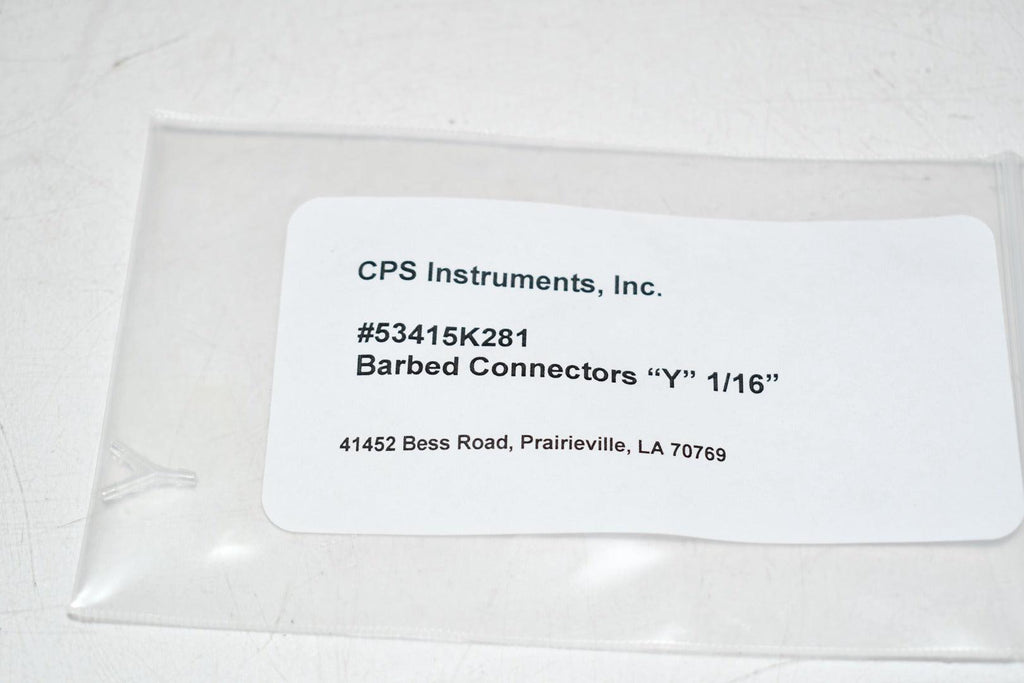 CPS Instruments, Inc.
#53415K281
Barbed Connectors “Y” 1/16”
41452 Bess Road, Prairieville, LA 70769